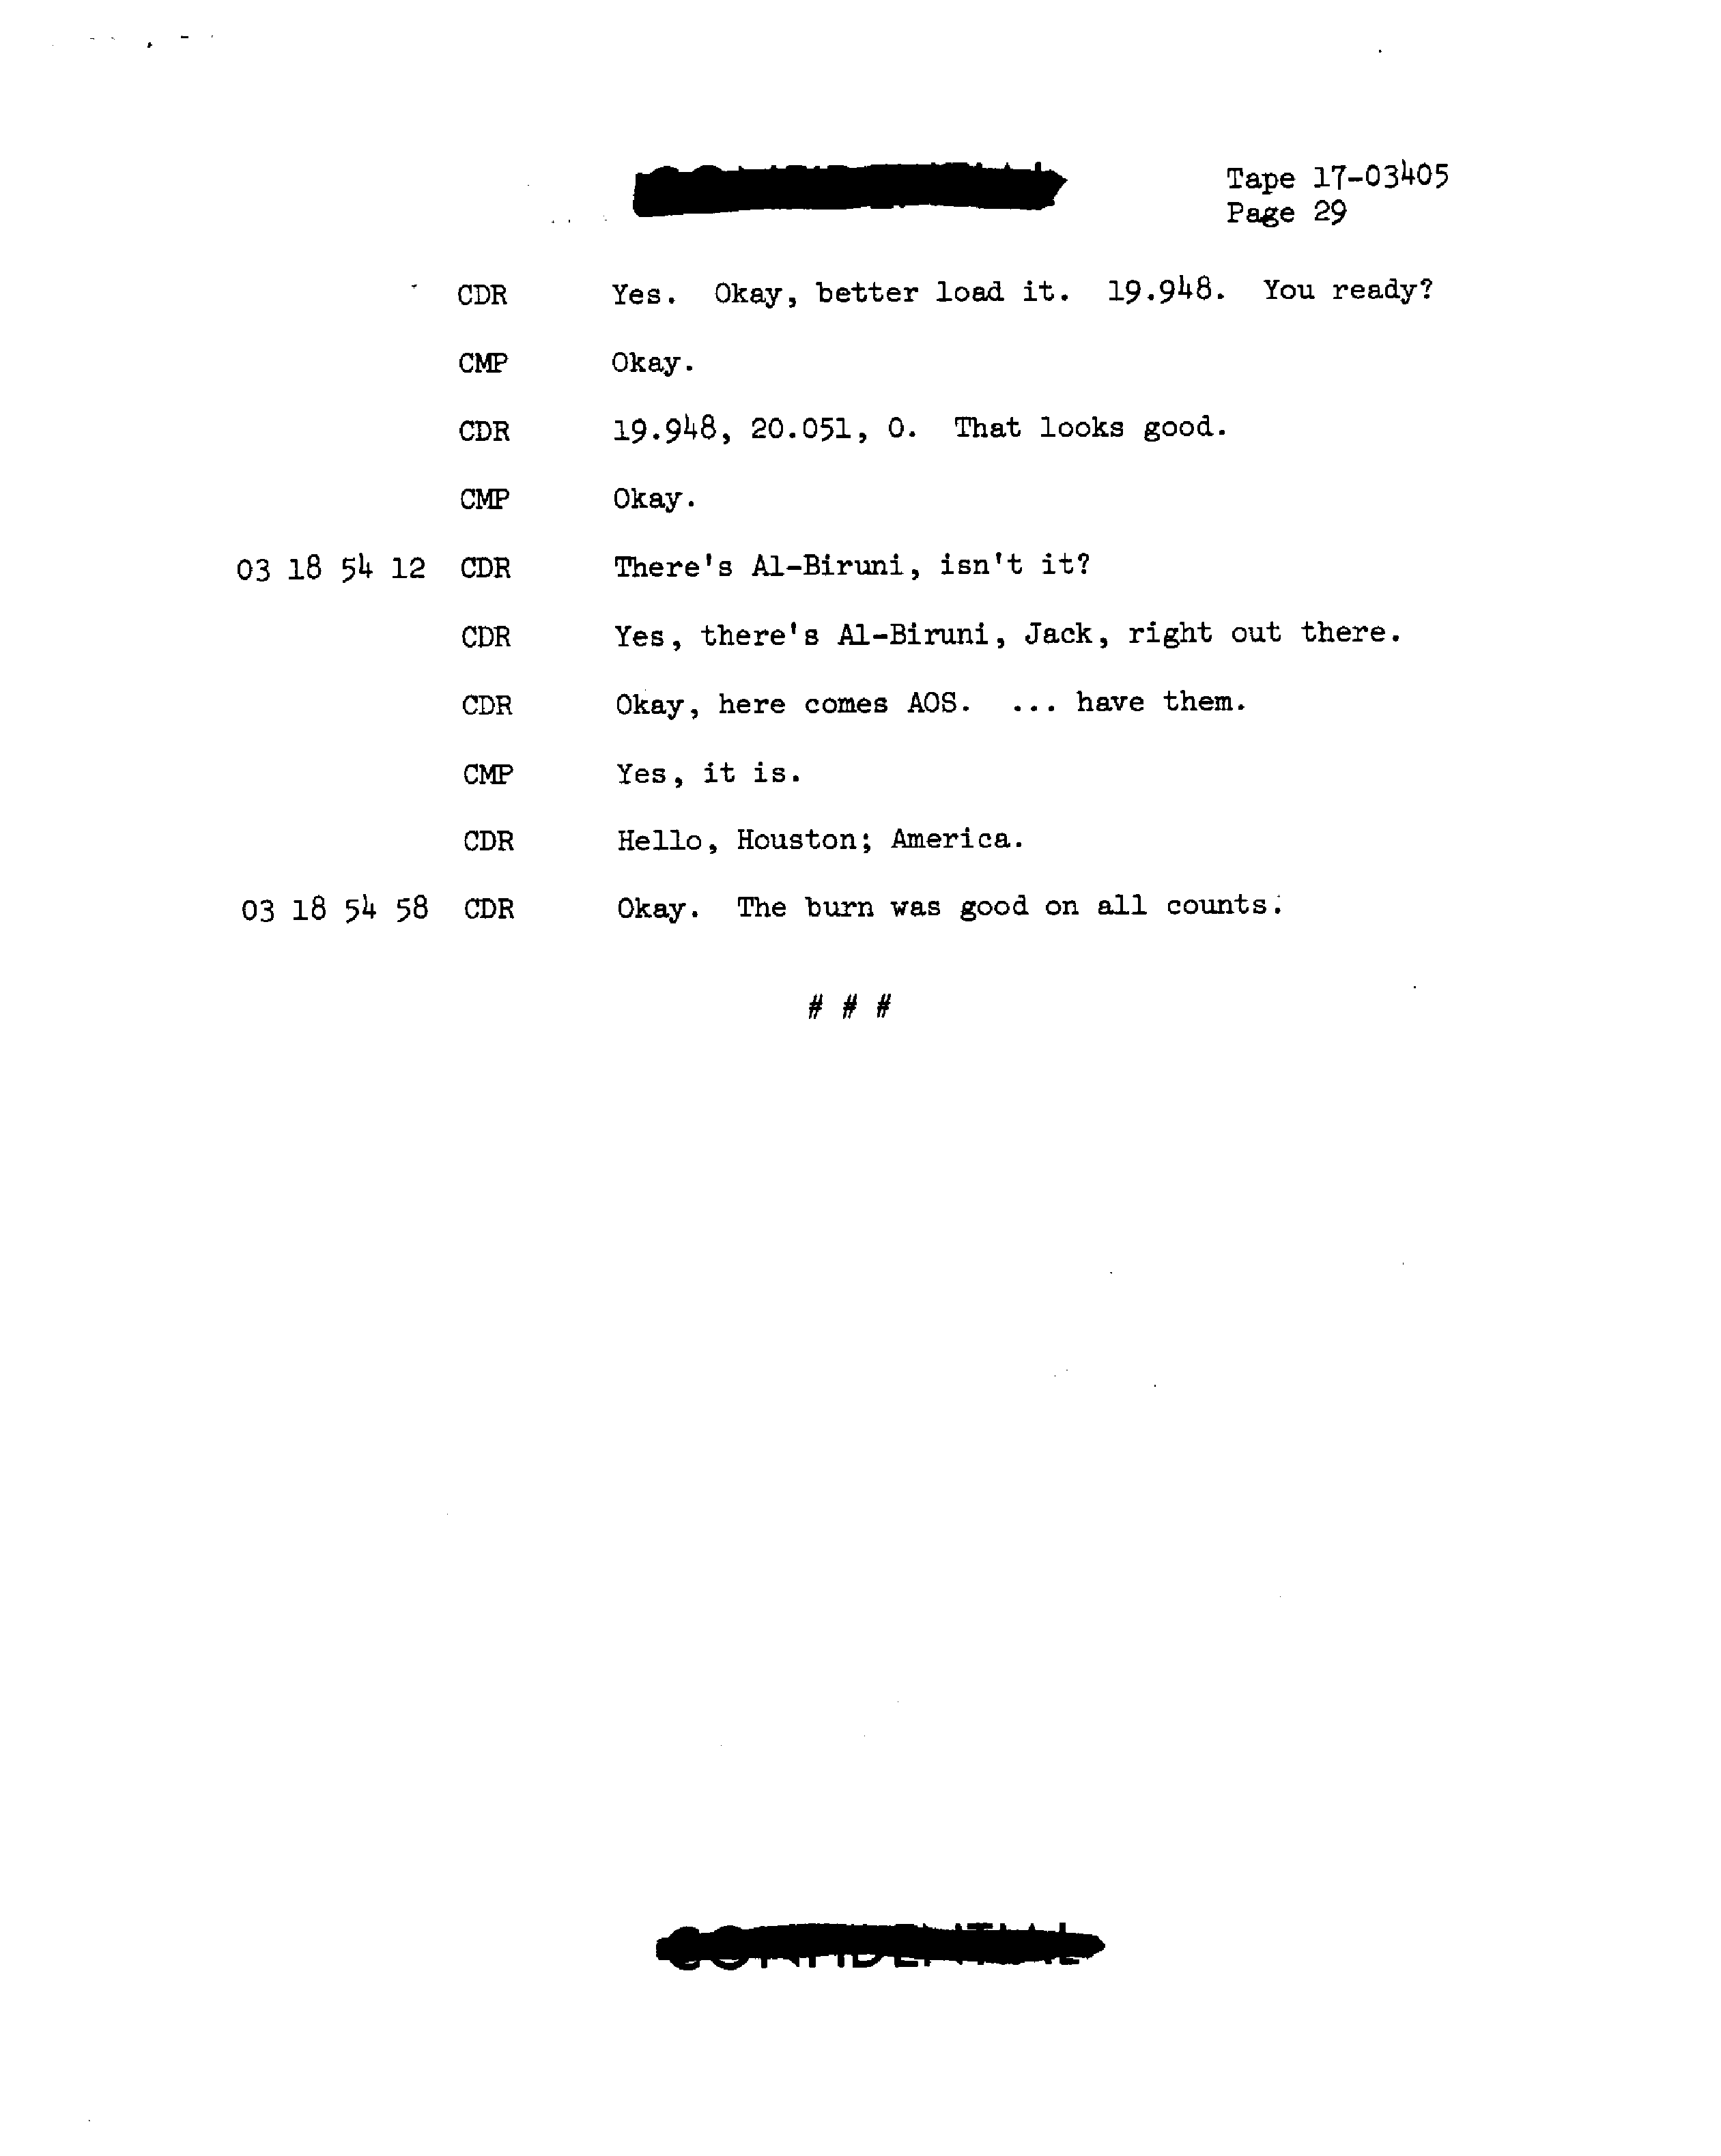 Tape 17-03405
Page 29
CDR Yes. Okay, better load it. 19.948. You ready?
CMP Okay.
CDR 19.948, 20.051, 0. That looks good.
CMP Okay.
03 18 54 12 CDR There's Al-Biruni, isn't it?
CDR Yes, there's Al-Biruni, Jack, right out there.
CDR Okay, here comes AOS. ... have them.
CMP Yes, it is.
CDR Hello, Houston; America.
03 18 54 58 CDR Okay. The burn was good on all counts.
# # #